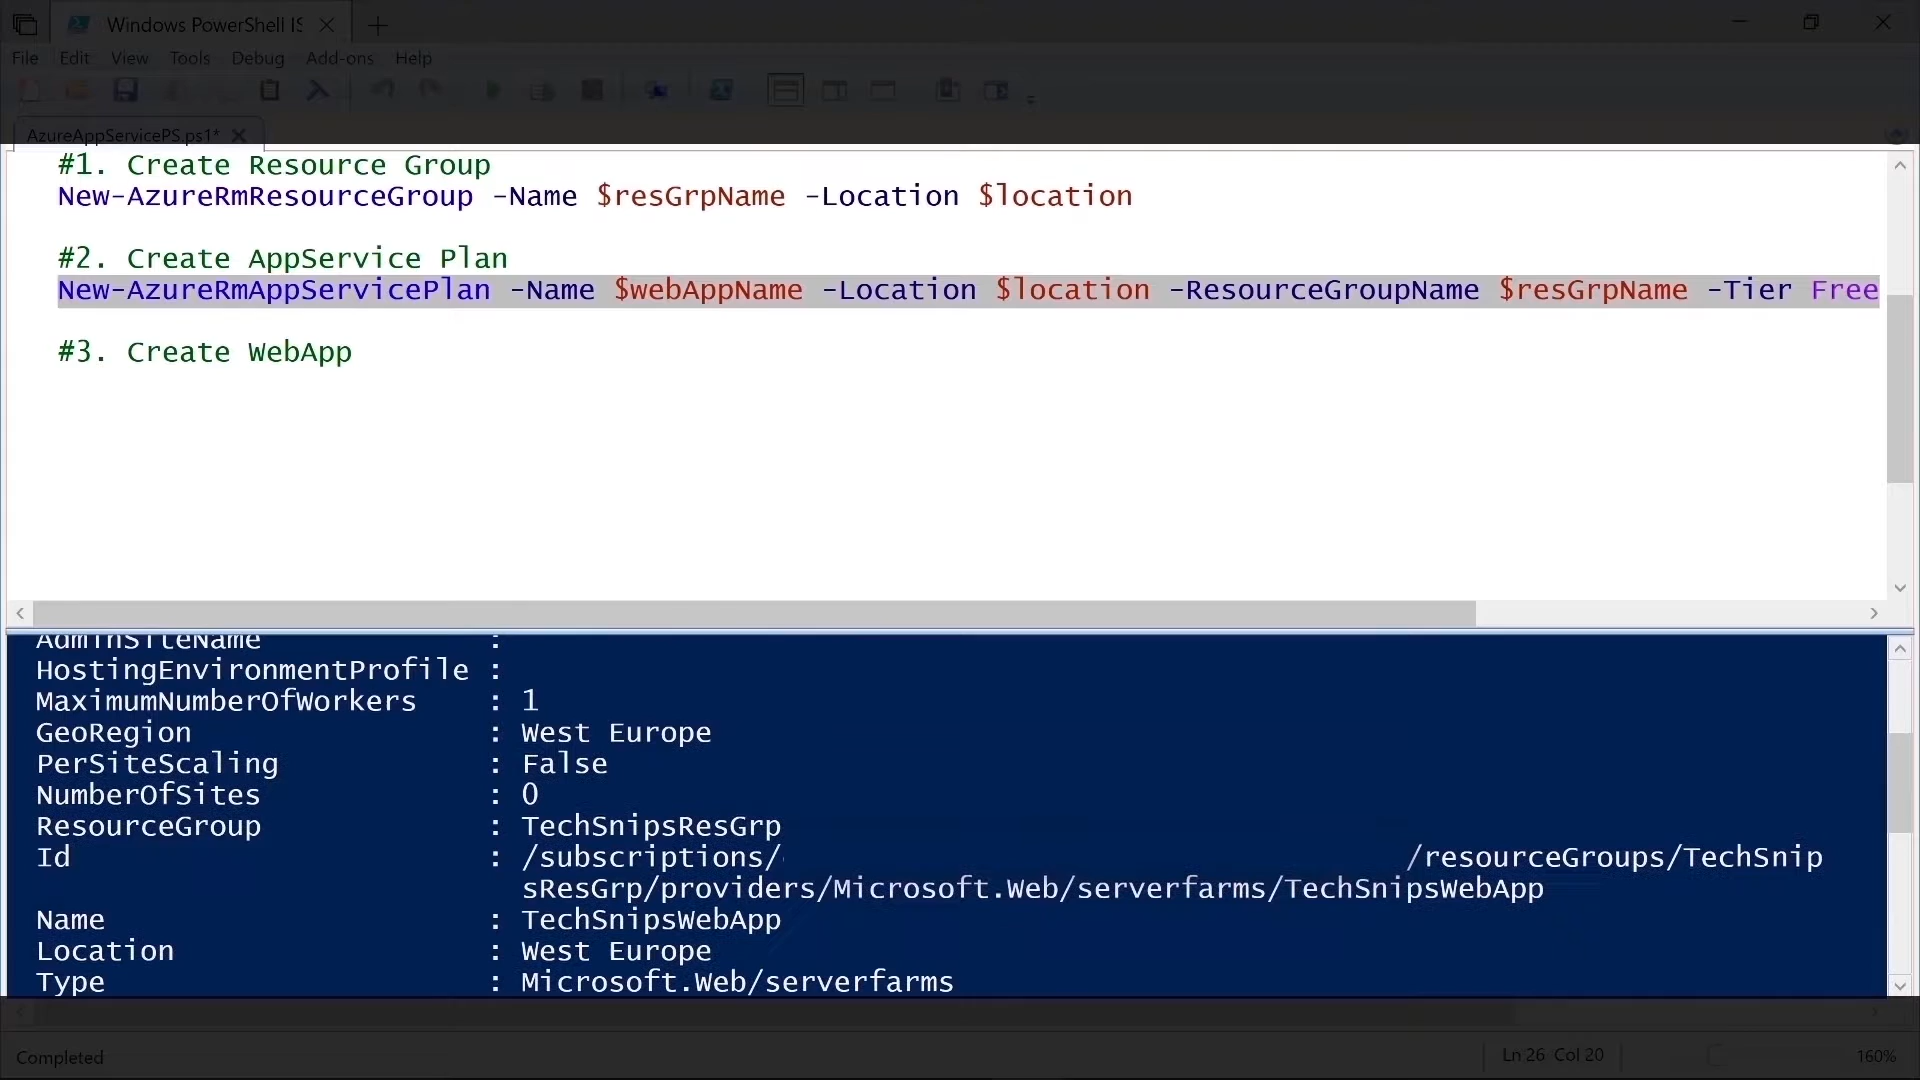 Windows PowerShell IS
File Edit View Tools Debug Add-ons Help
AzureAppServicePS.ps1*
#1. Create Resource Group
New-AzureRmResourceGroup -Name $resGrpName -Location $location
#2. Create AppService Plan
New-AzureRmAppServicePlan -Name $webAppName -Location $location -ResourceGroupName $resGrpName -Tier Free
#3. Create WebApp
AdminSiteName :
HostingEnvironmentProfile :
MaximumNumberOfWorkers : 1
GeoRegion : West Europe
PerSiteScaling : False
NumberOfSites : 0
ResourceGroup : TechSnipsResGrp
Id : /subscriptions/ /resourceGroups/TechSnip
sResGrp/providers/Microsoft.Web/serverfarms/TechSnipsWebApp
Name : TechSnipsWebApp
Location : West Europe
Type : Microsoft.Web/serverfarms
Completed Ln 26 Col 20 160%